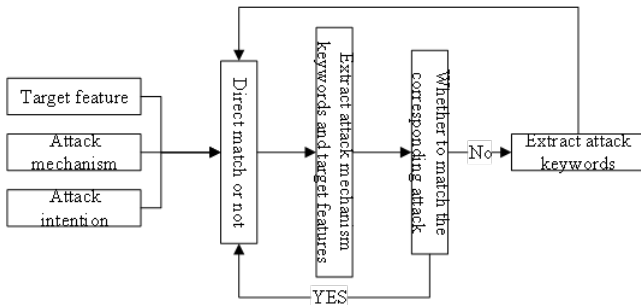 Target feature
Attack
mechanism
Attack
intention
Direct match or not
Extract attack mechanism
keywords and target features
Whether to match the
corresponding attack
No
Extract attack
keywords
YES